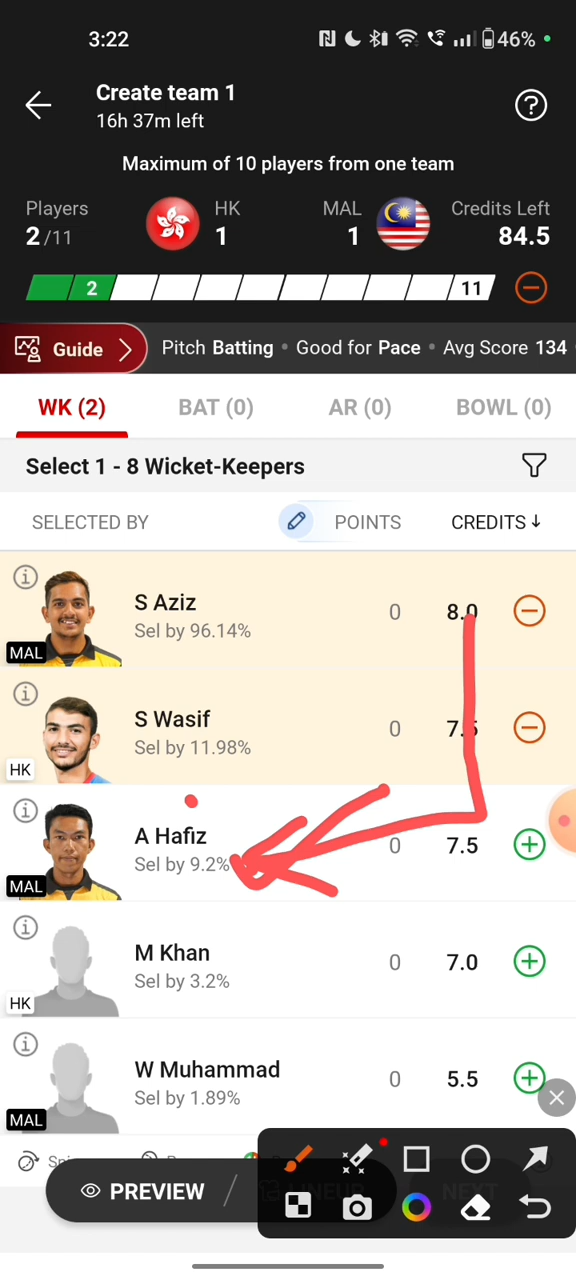 3:22
46%
Create team 1
16h 37m left
Maximum of 10 players from one team
Players
2/11
HK
1
MAL
1
Credits Left
84.5
2
11
Guide
Pitch Batting • Good for Pace • Avg Score 134
WK (2)
BAT (0)
AR (0)
BOWL (0)
Select 1 - 8 Wicket-Keepers
SELECTED BY
POINTS
CREDITS↓
S Aziz
Sel by 96.14%
MAL
0
8.0
S Wasif
Sel by 11.98%
HK
0
7.5
A Hafiz
Sel by 9.2%
MAL
0
7.5
M Khan
Sel by 3.2%
HK
0
7.0
W Muhammad
Sel by 1.89%
MAL
0
5.5
PREVIEW
LINEUP
NEXT